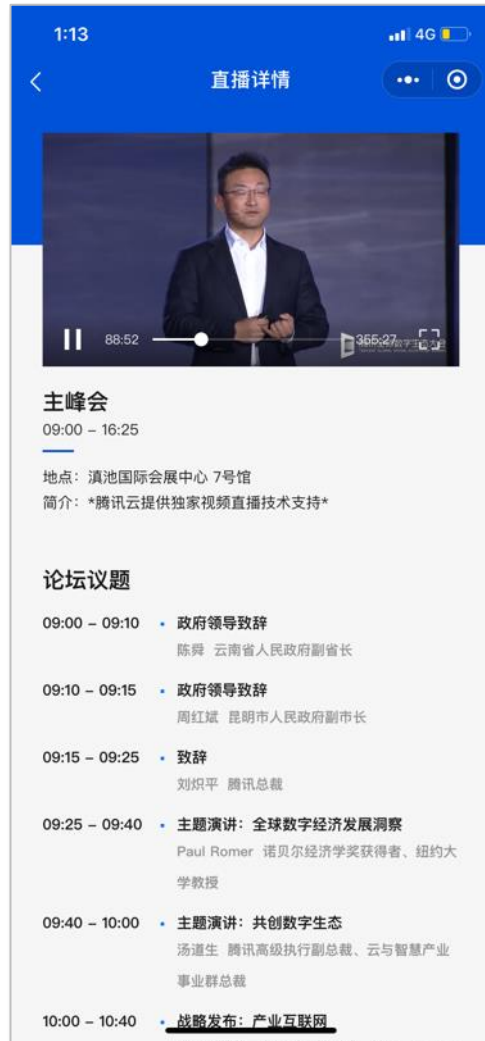 1:13
4G
直播详情
88:52
355:27
主峰会
09:00 - 16:25
地点：滇池国际会展中心 7号馆
简介：*腾讯云提供独家视频直播技术支持*
论坛议题
09:00 - 09:10 • 政府领导致辞
陈舜 云南省人民政府副省长
09:10 - 09:15 • 政府领导致辞
周红斌 昆明市人民政府副市长
09:15 - 09:25 • 致辞
刘炽平 腾讯总裁
09:25 - 09:40 • 主题演讲：全球数字经济发展洞察
Paul Romer 诺贝尔经济学奖获得者、纽约大
学教授
09:40 - 10:00 • 主题演讲：共创数字生态
汤道生 腾讯高级执行副总裁、云与智慧产业
事业群总裁
10:00 - 10:40 • 战略发布：产业互联网